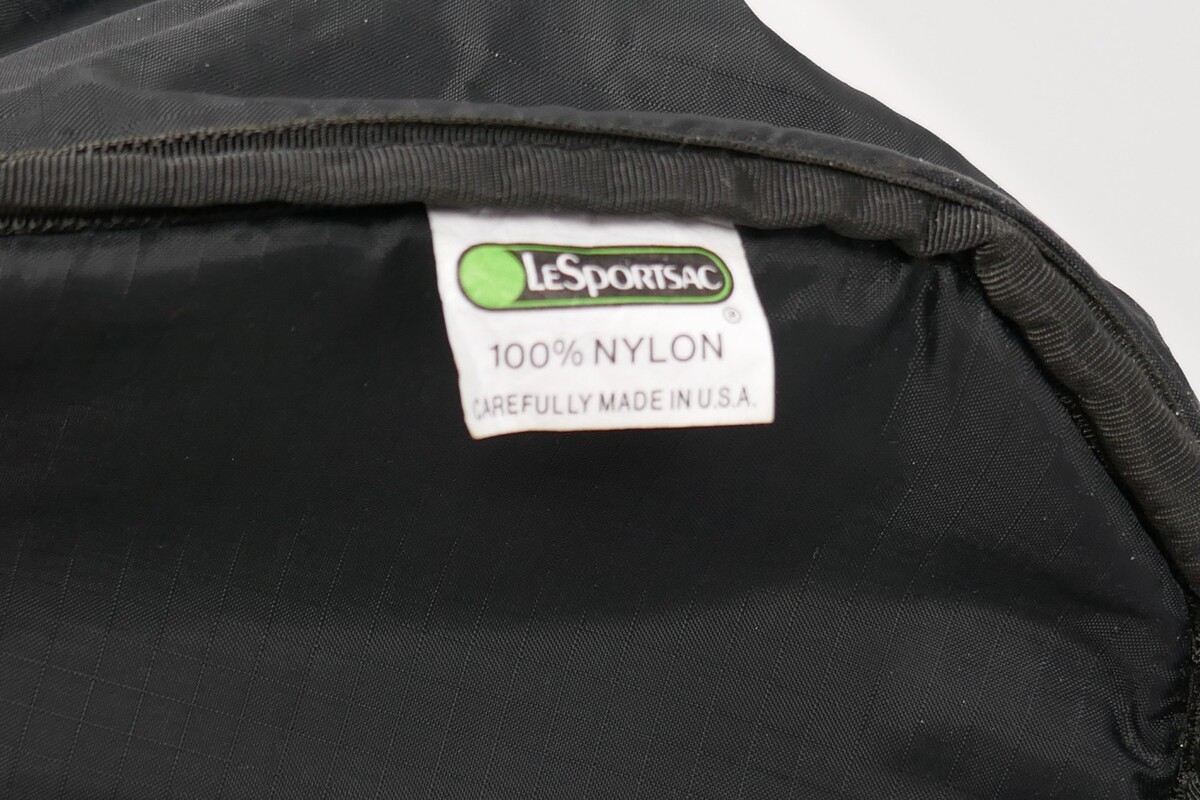 LESPORTSAC
®
100% NYLON
CAREFULLY MADE IN U.S.A.